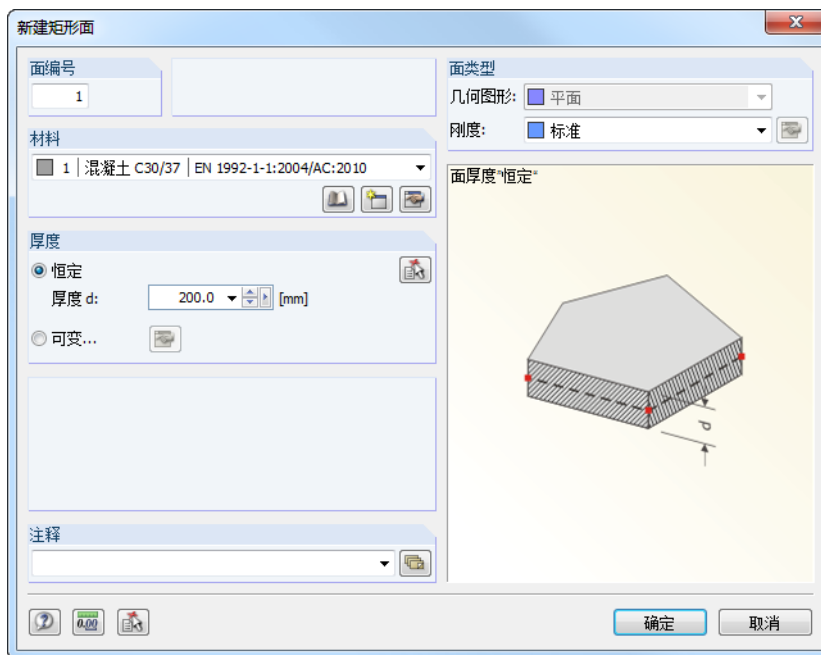 新建矩形面
面编号
1
材料
1 混凝土 C30/37 EN 1992-1-1:2004/AC:2010
厚度
恒定
厚度 d: 200.0 [mm]
可变...
注释
面类型
几何图形: 平面
刚度: 标准
面厚度"恒定"
d
0.00
确定 取消